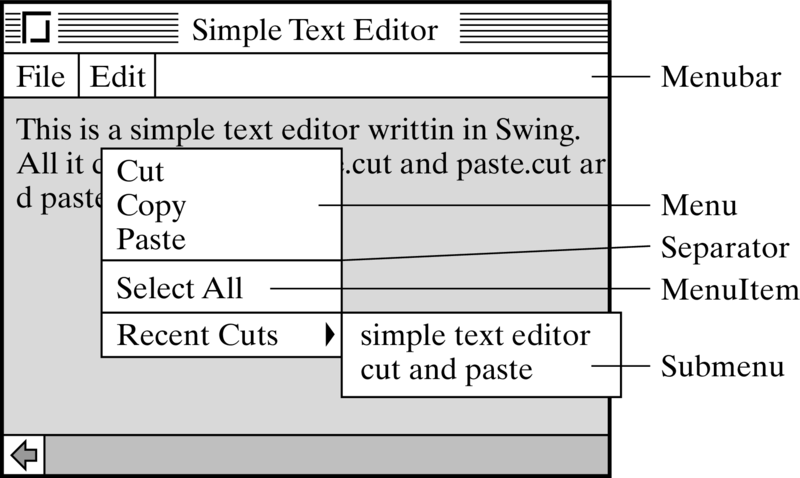 Simple Text Editor
File Edit Menubar
This is a simple text editor writtin in Swing.
All it c .cut and paste.cut ar
d paste
Cut
Copy Menu
Paste
Separator
Select All MenuItem
Recent Cuts
simple text editor
cut and paste Submenu